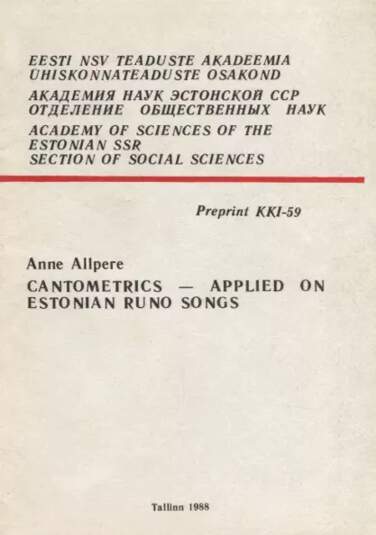 EESTI NSV TEADUSTE AKADEEMIA
ÜHISKONNATEADUSTE OSAKOND
АКАДЕМИЯ НАУК ЭСТОНСКОЙ ССР
ОТДЕЛЕНИЕ ОБЩЕСТВЕННЫХ НАУК
ACADEMY OF SCIENCES OF THE
ESTONIAN SSR
SECTION OF SOCIAL SCIENCES
Preprint KKI-59
Anne Allpere
CANTOMETRICS — APPLIED ON
ESTONIAN RUNO SONGS
Tallinn 1988